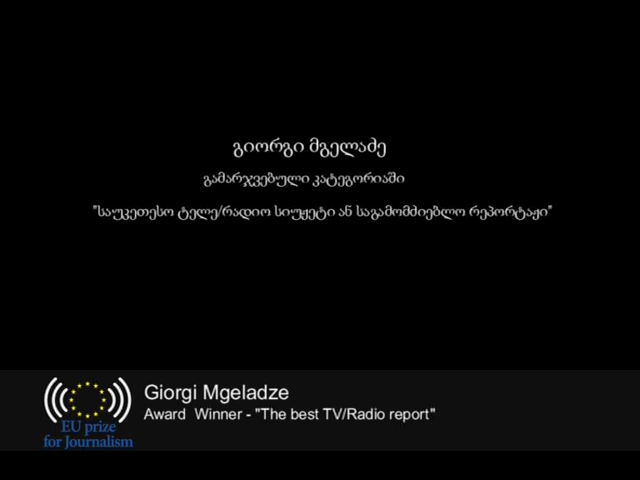 გიორგი მგელაძე
გამარჯვებული კატეგორიაში
"საუკეთესო ტელე/რადიო სიუჟეტი ან საგამომძიებლო რეპორტაჟი"
Giorgi Mgeladze
Award Winner - "The best TV/Radio report"
EU prize
for Journalism